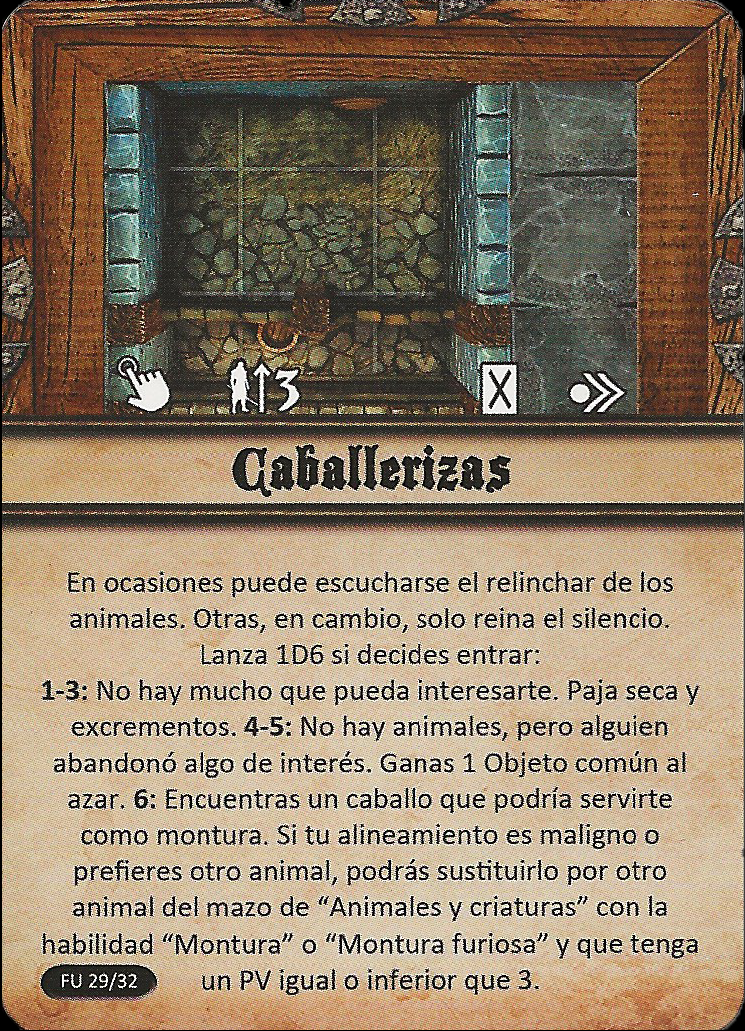 3
X
Caballerizas
En ocasiones puede escucharse el relinchar de los
animales. Otras, en cambio, solo reina el silencio.
Lanza 1D6 si decides entrar:
1-3: No hay mucho que pueda interesarte. Paja seca y
excrementos. 4-5: No hay animales, pero alguien
abandonó algo de interés. Ganas 1 Objeto común al
azar. 6: Encuentras un caballo que podría servirte
como montura. Si tu alineamiento es maligno o
prefieres otro animal, podrás sustituirlo por otro
animal del mazo de “Animales y criaturas” con la
habilidad “Montura” o “Montura furiosa” y que tenga
un PV igual o inferior que 3.
FU 29/32